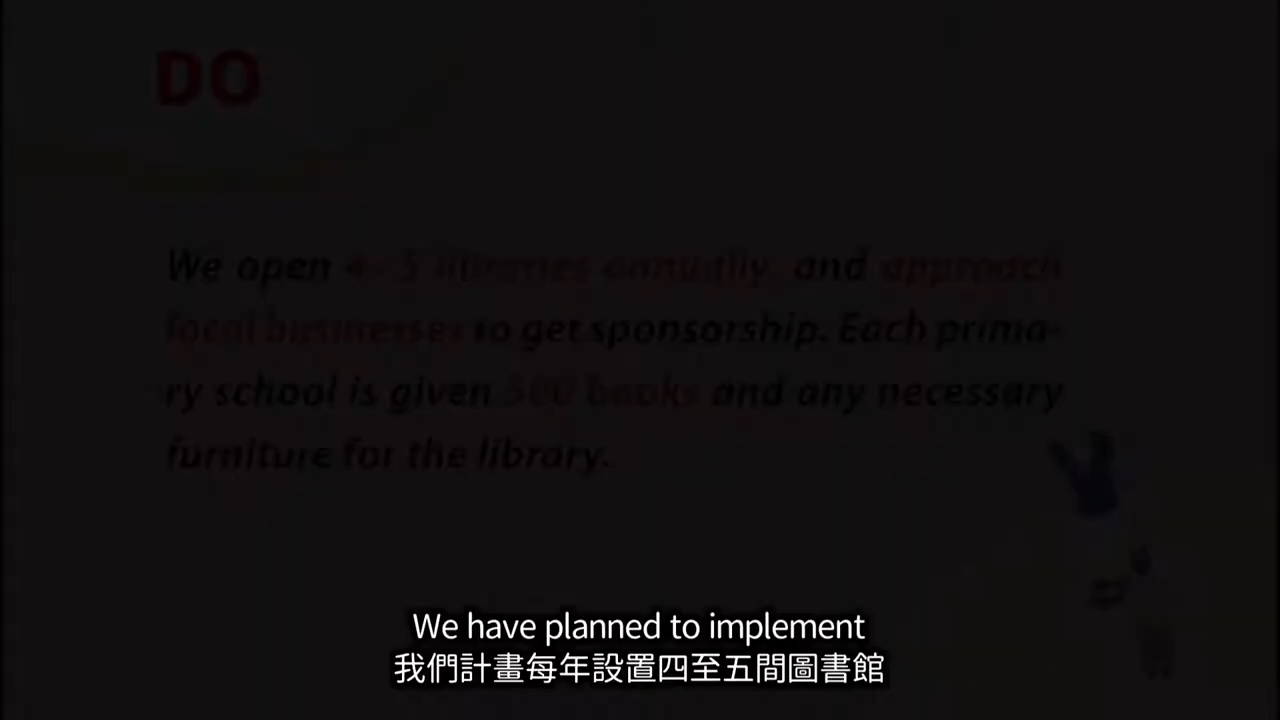 DO
We open 4- 5 libraries annually, and approach
local businesses to get sponsorship. Each prima-
ry school is given 500 books and any necessary
furniture for the library.
We have planned to implement
我們計畫每年設置四至五間圖書館